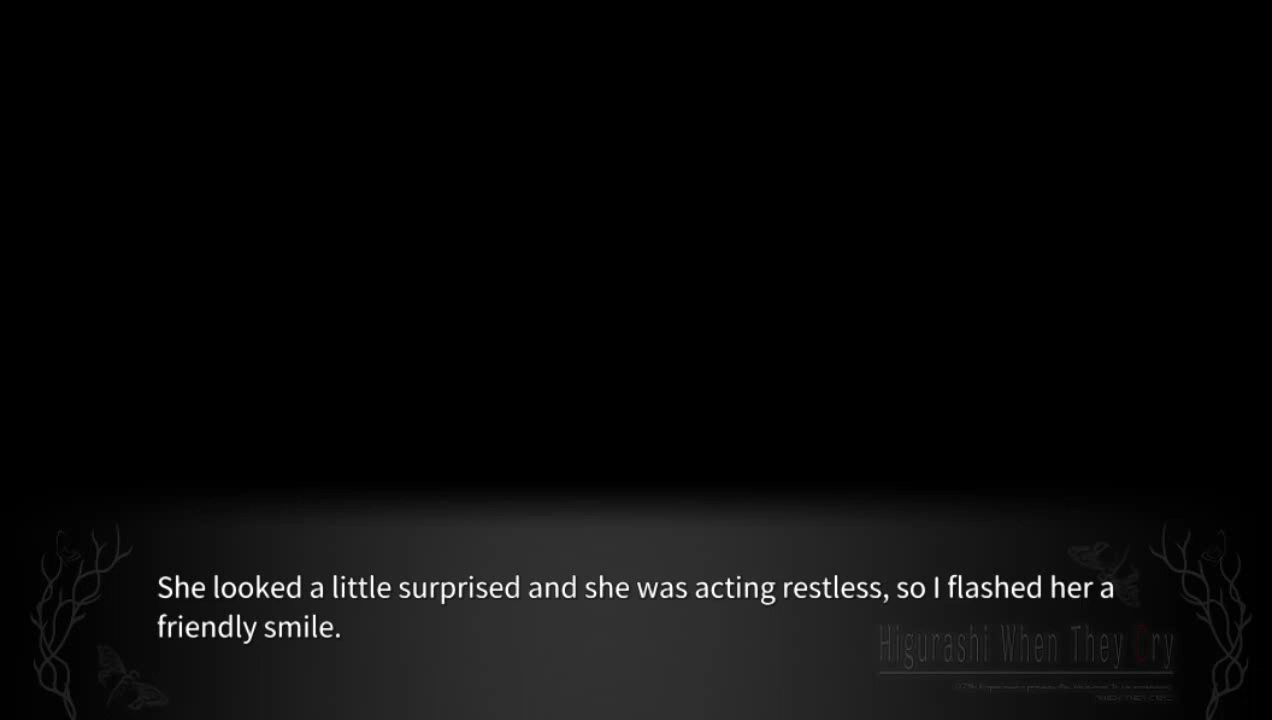 She looked a little surprised and she was acting restless, so I flashed her a
friendly smile.
Higurashi When They Cry